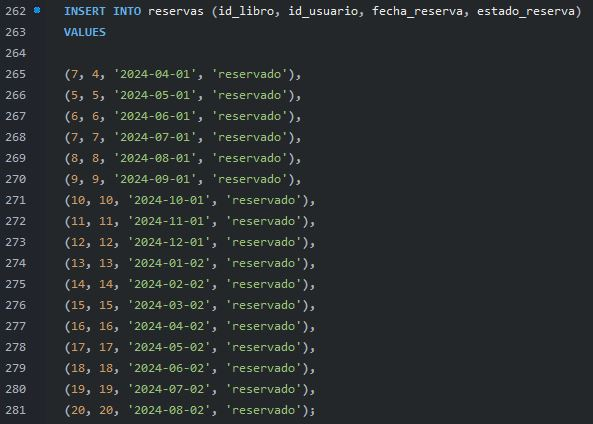 262 INSERT INTO reservas (id_libro, id_usuario, fecha_reserva, estado_reserva)
263 VALUES
264
265 (7, 4, '2024-04-01', 'reservado'),
266 (5, 5, '2024-05-01', 'reservado'),
267 (6, 6, '2024-06-01', 'reservado'),
268 (7, 7, '2024-07-01', 'reservado'),
269 (8, 8, '2024-08-01', 'reservado'),
270 (9, 9, '2024-09-01', 'reservado'),
271 (10, 10, '2024-10-01', 'reservado'),
272 (11, 11, '2024-11-01', 'reservado'),
273 (12, 12, '2024-12-01', 'reservado'),
274 (13, 13, '2024-01-02', 'reservado'),
275 (14, 14, '2024-02-02', 'reservado'),
276 (15, 15, '2024-03-02', 'reservado'),
277 (16, 16, '2024-04-02', 'reservado'),
278 (17, 17, '2024-05-02', 'reservado'),
279 (18, 18, '2024-06-02', 'reservado'),
280 (19, 19, '2024-07-02', 'reservado'),
281 (20, 20, '2024-08-02', 'reservado');